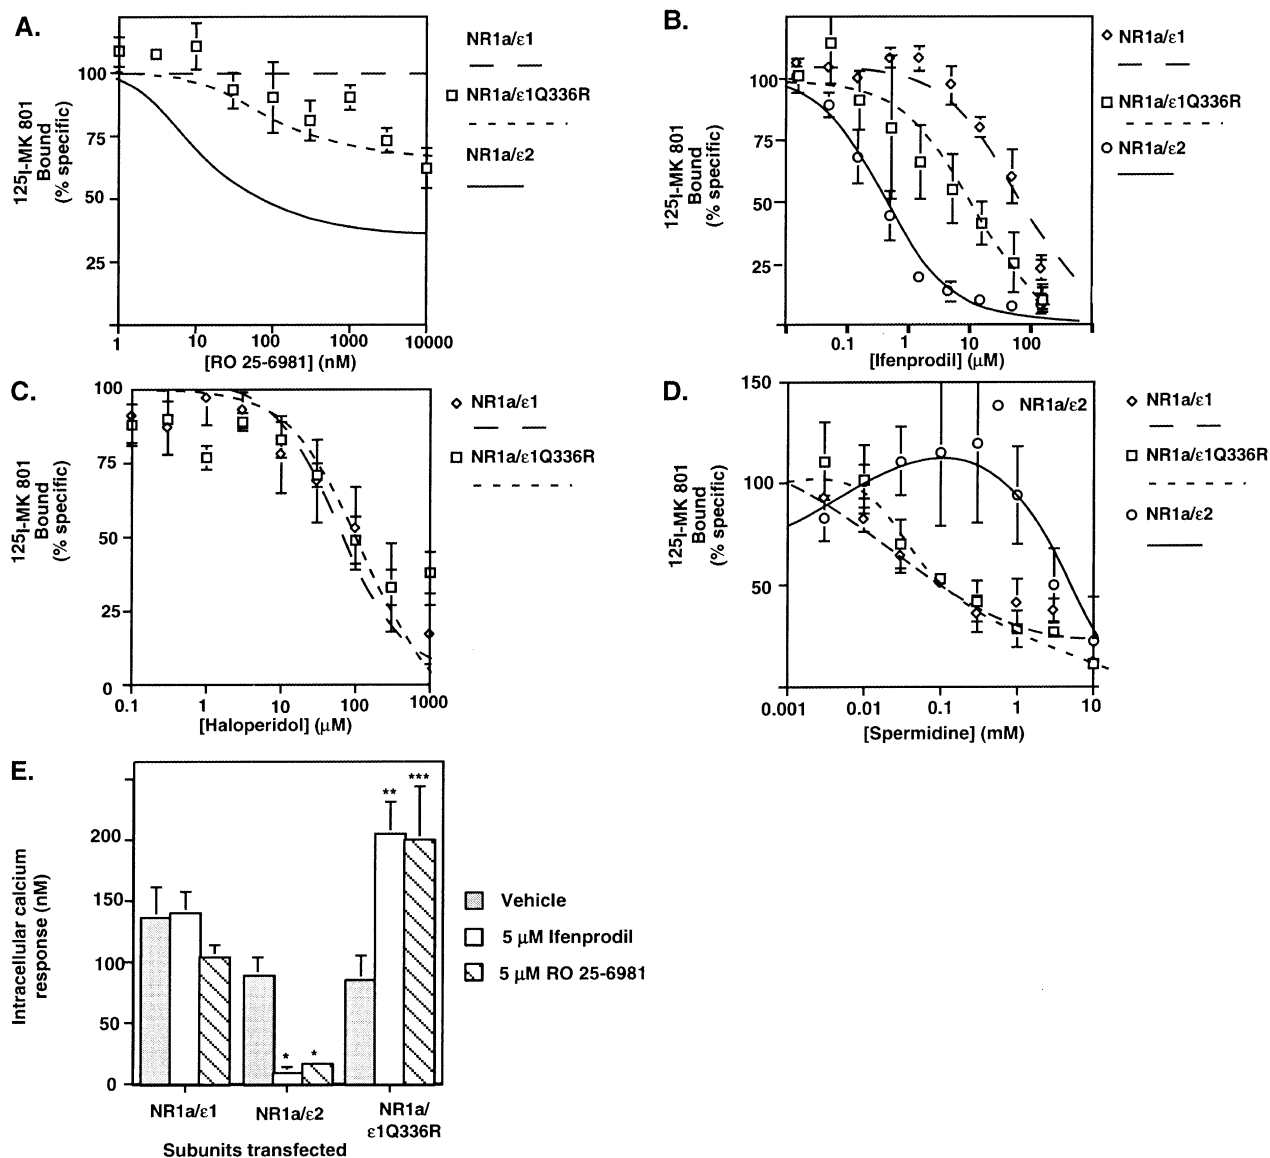 A.
125I-MK 801
Bound
(% specific)
100
75
50
25
1
10
100
1000
10000
[RO 25-6981] (nM)
NR1a/ε1
NR1a/ε1Q336R
NR1a/ε2
B.
125I-MK 801
Bound
(% specific)
100
75
50
25
0.1
1
10
100
[Ifenprodil] (μM)
NR1a/ε1
NR1a/ε1Q336R
NR1a/ε2
C.
125I-MK 801
Bound
(% specific)
100
75
50
25
0
0.1
1
10
100
1000
[Haloperidol] (μM)
NR1a/ε1
NR1a/ε1Q336R
D.
125I-MK 801
Bound
(% specific)
150
100
50
0.001
0.01
0.1
1
10
[Spermidine] (mM)
NR1a/ε2
NR1a/ε1
NR1a/ε1Q336R
NR1a/ε2
E.
Intracellular calcium
response (nM)
200
150
100
50
0
*
*
**
***
NR1a/ε1
NR1a/ε2
NR1a/
ε1Q336R
Subunits transfected
Vehicle
5 μM Ifenprodil
5 μM RO 25-6981